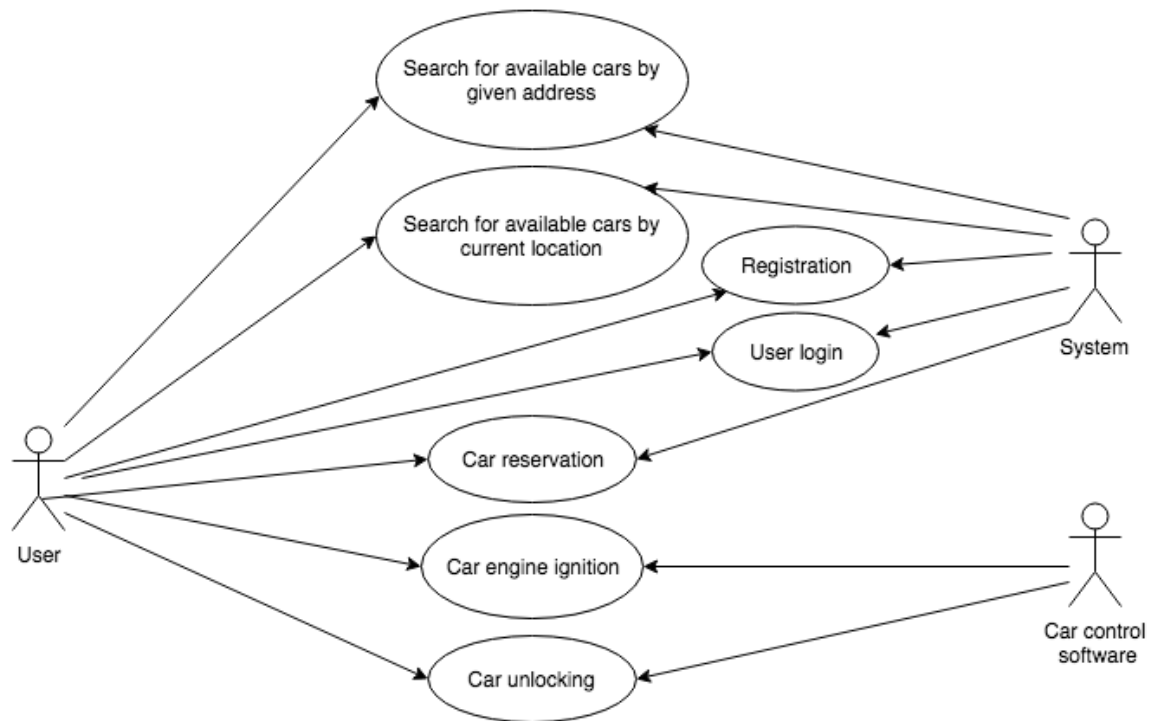 Search for available cars by
given address
Search for available cars by
current location
Registration
User login
System
Car reservation
User
Car engine ignition
Car control
software
Car unlocking